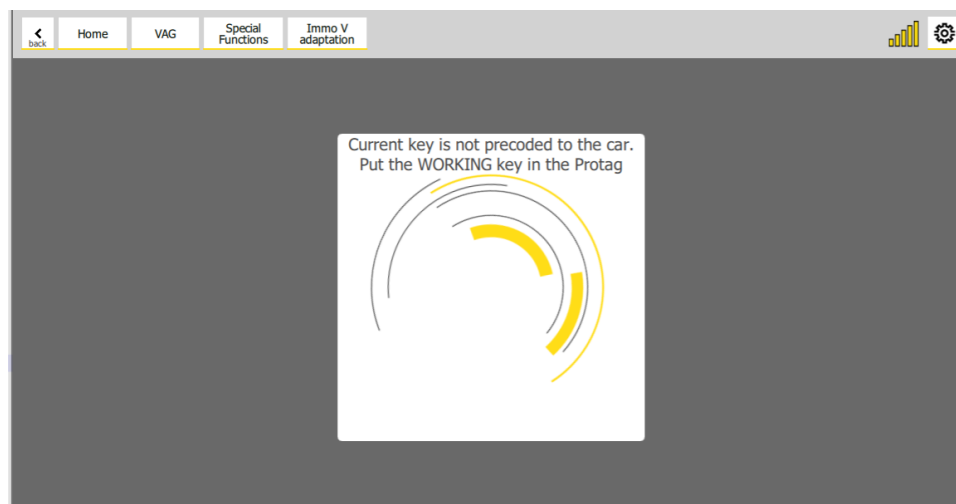 back
Home
VAG
Special
Functions
Immo V
adaptation
Current key is not precoded to the car.
Put the WORKING key in the Protag